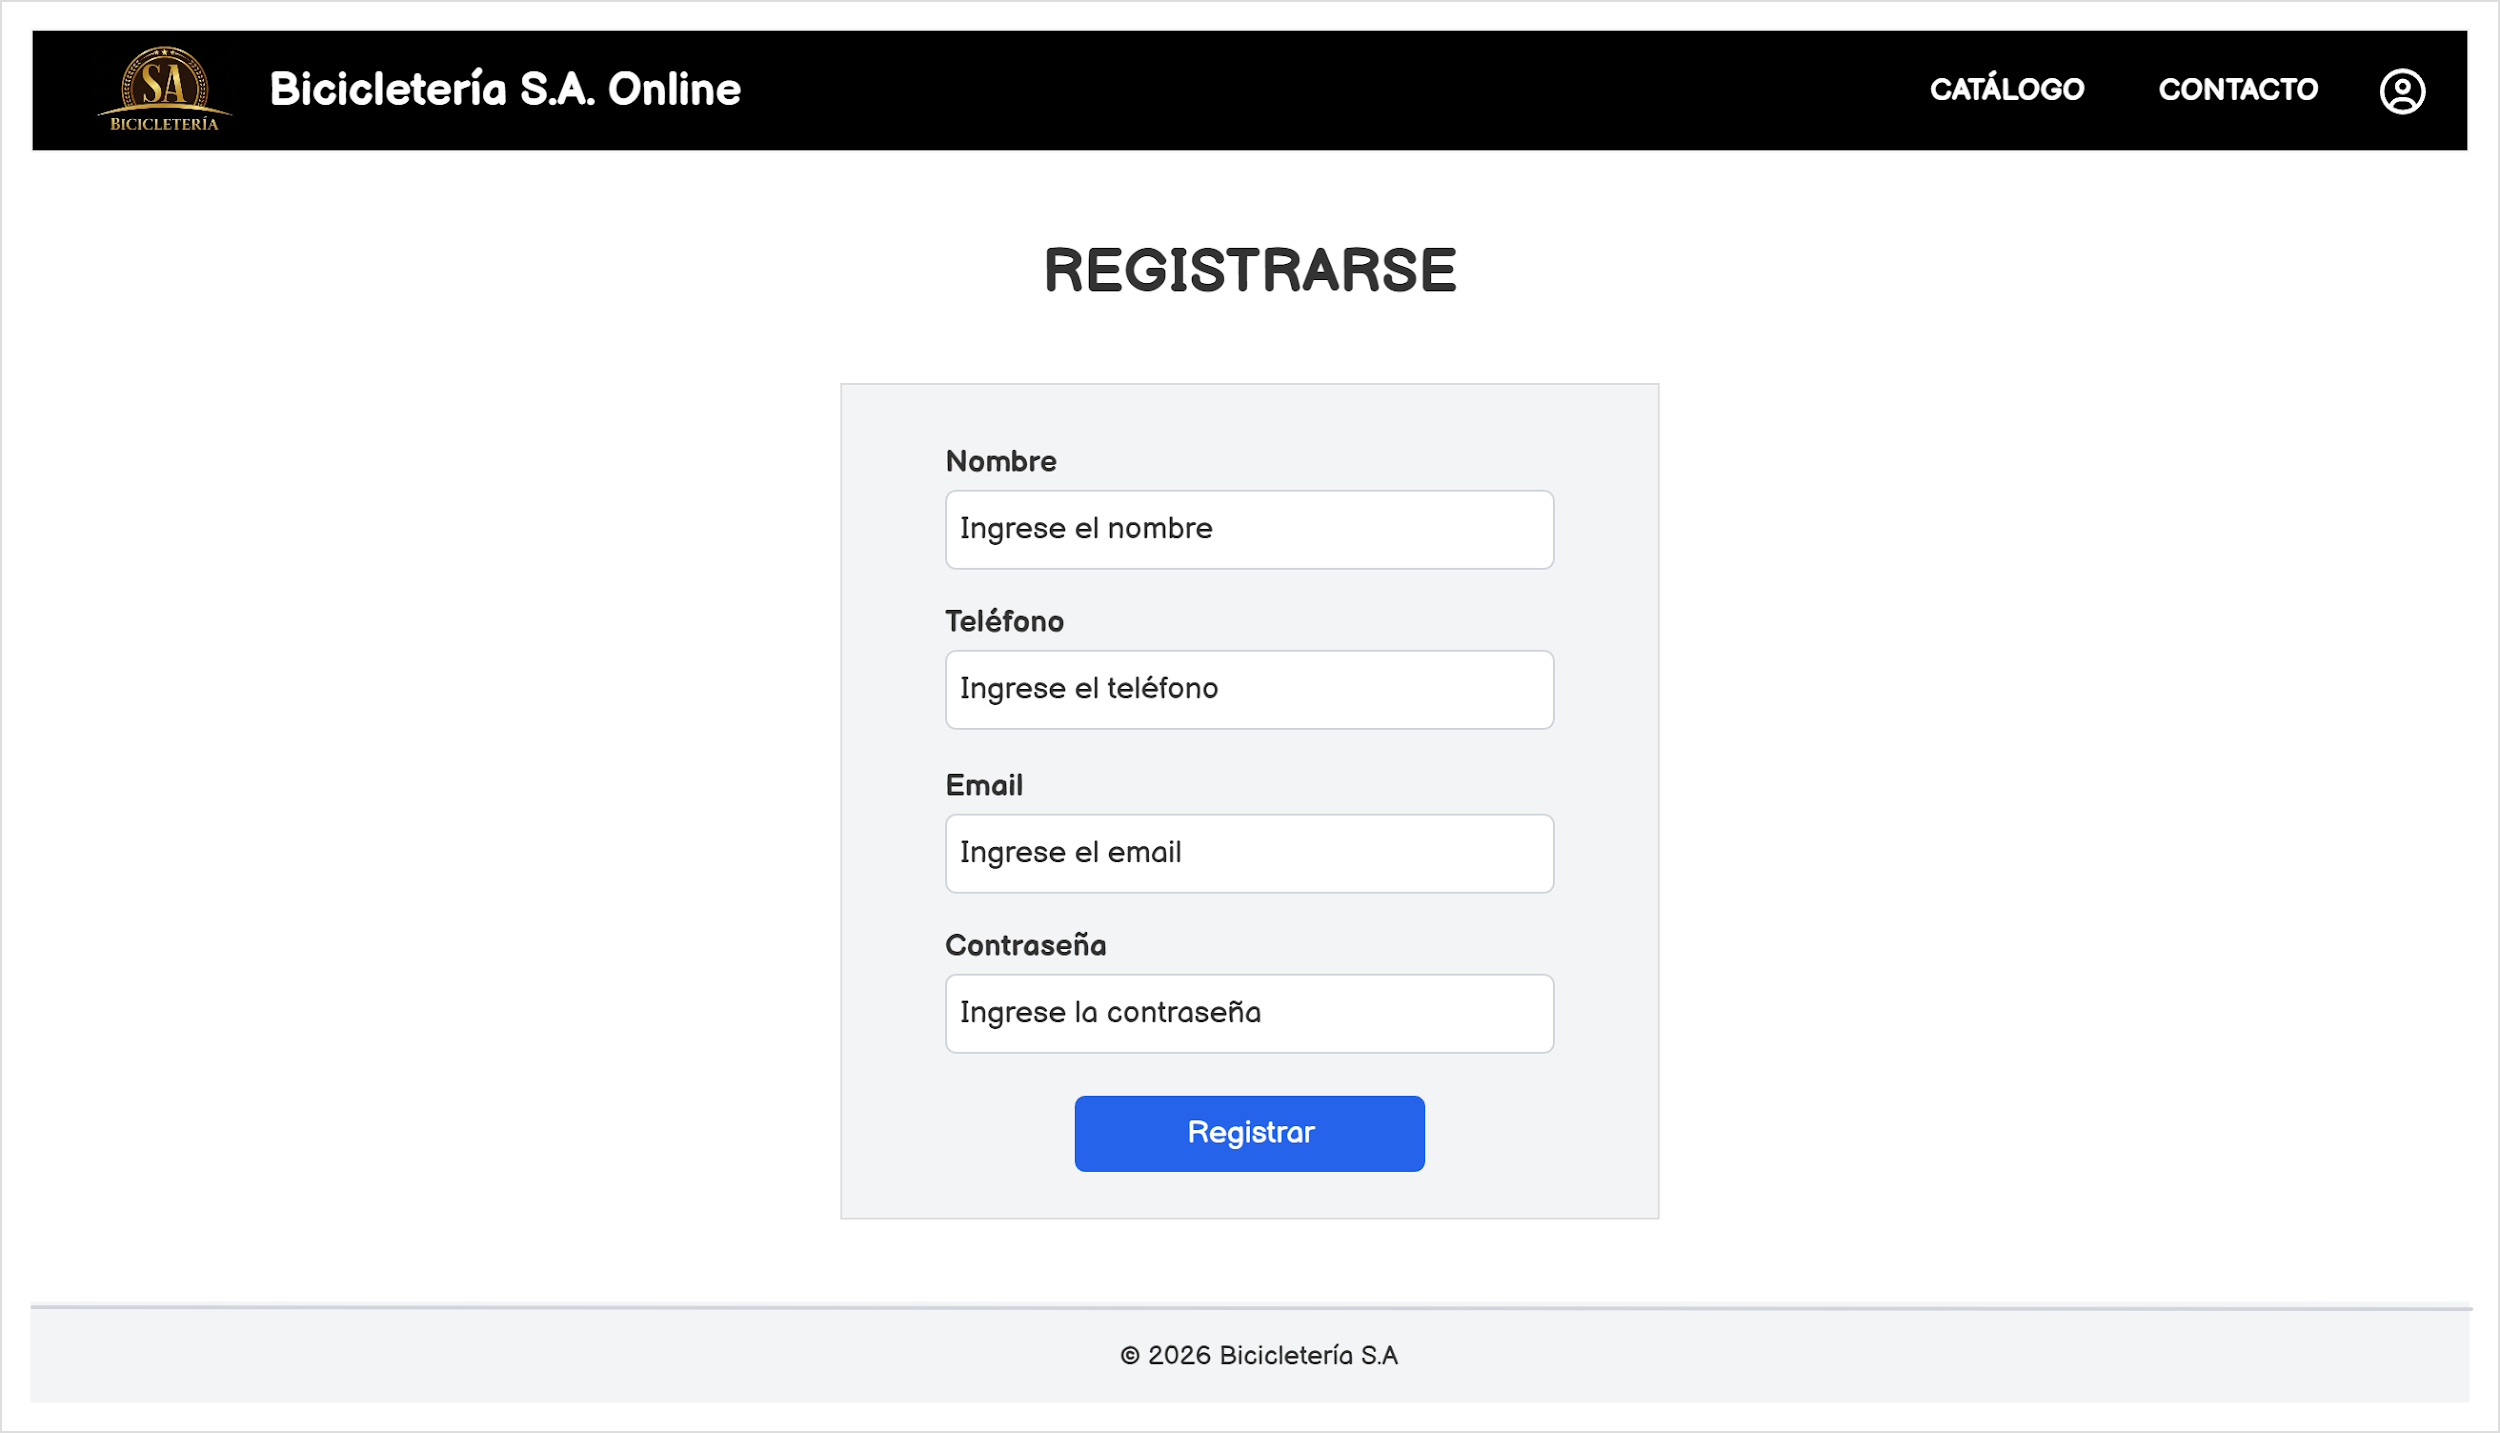 SA
BICICLETERÍA
Bicicletería S.A. Online
CATÁLOGO
CONTACTO
REGISTRARSE
Nombre
Ingrese el nombre
Teléfono
Ingrese el teléfono
Email
Ingrese el email
Contraseña
Ingrese la contraseña
Registrar
© 2026 Bicicletería S.A